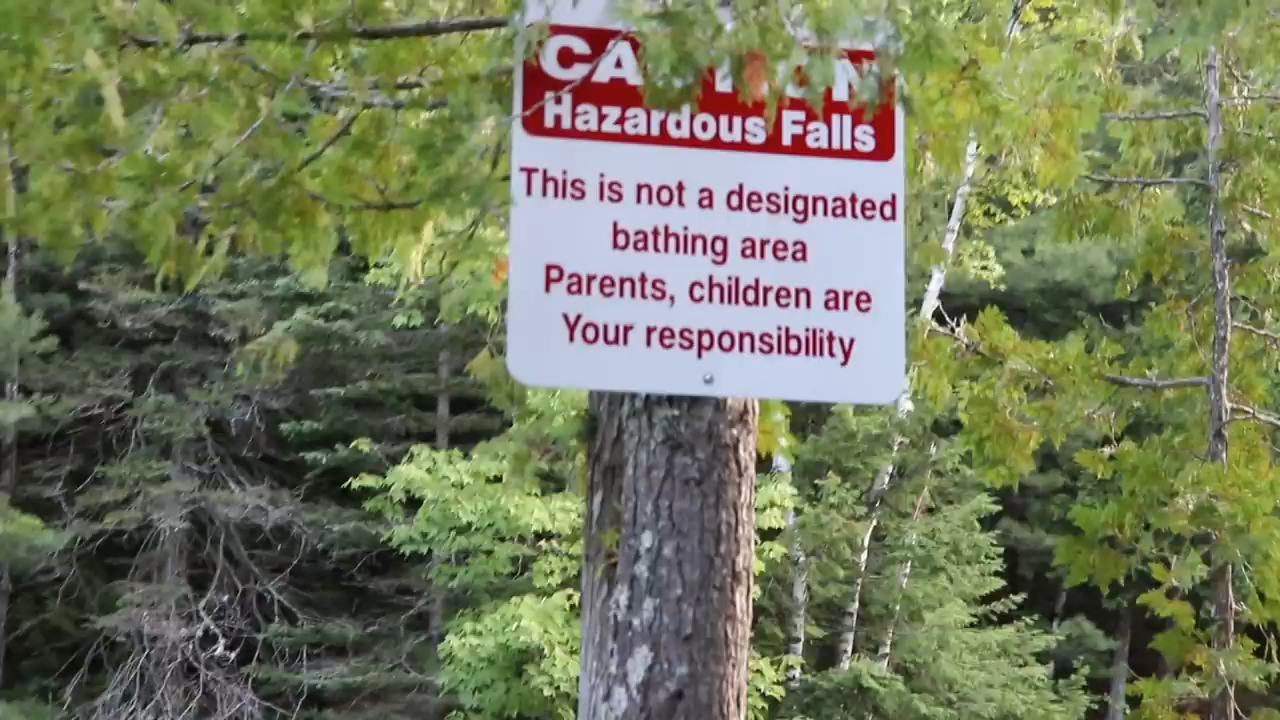 Hazardous Falls
This is not a designated
bathing area
Parents, children are
Your responsibility